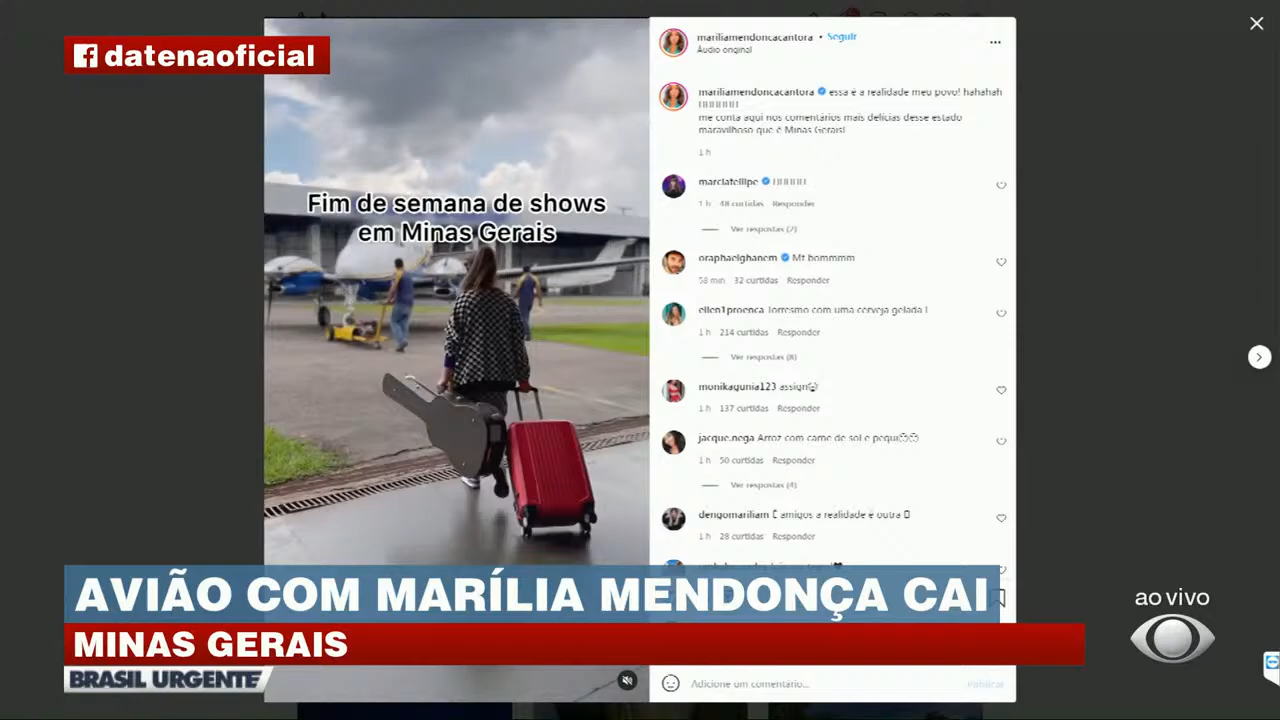 datenaoficial
mariliamendoncacantora • Seguir
Áudio original
mariliamendoncacantora essa é a realidade meu povo! hahahah
me conta aqui nos comentários mais delícias desse estado
maravilhoso que é Minas Gerais!
1 h
Fim de semana de shows
em Minas Gerais
marciafellipe
1 h 48 curtidas Responder
Ver respostas (2)
oraphaelghanem Mt bommmm
58 min 32 curtidas Responder
ellen1proenca Torresmo com uma cerveja gelada !
1 h 214 curtidas Responder
Ver respostas (8)
monikagunia123 assign
1 h 137 curtidas Responder
jacque.nega Arroz com carne de sol e pequi
1 h 50 curtidas Responder
Ver respostas (4)
dengomariliam amigos a realidade é outra
1 h 28 curtidas Responder
AVIÃO COM MARÍLIA MENDONÇA CAI
MINAS GERAIS
BRASIL URGENTE
ao vivo
Adicione um comentário...
Publicar